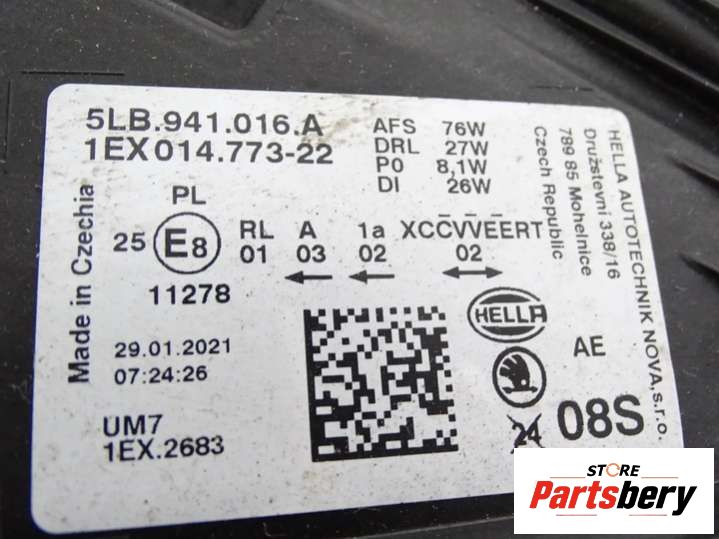 5LB.941.016.A
1EX 014.773-22
AFS 76W
DRL 27W
P0 8,1W
DI 26W
HELLA AUTOTECHNIK NOVA, s.r.o.
Družstevní 338/16
789 85 Mohelnice
Czech Republic
Made in Czechia
PL
25 E8
11278
RL A 1a XCCVVEERT
01 03 02 02
29.01.2021
07:24:26
UM7
1EX.2683
HELLA
AE
24 08S
STORE
Partsbery